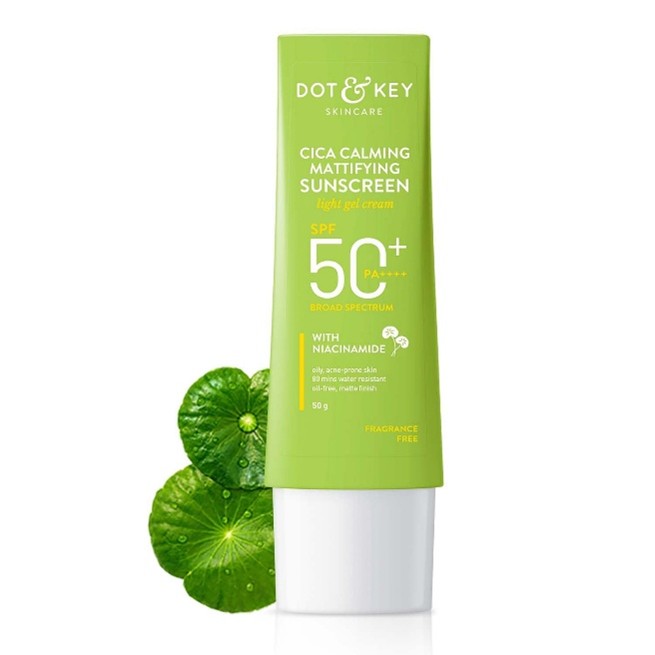 DOT & KEY
SKINCARE
CICA CALMING
MATTIFYING
SUNSCREEN
light gel cream
SPF
50+
PA++++
BROAD SPECTRUM
WITH
NIACINAMIDE
oily, acne-prone skin
80 mins water resistant
oil-free, matte finish
50 g
FRAGRANCE
FREE